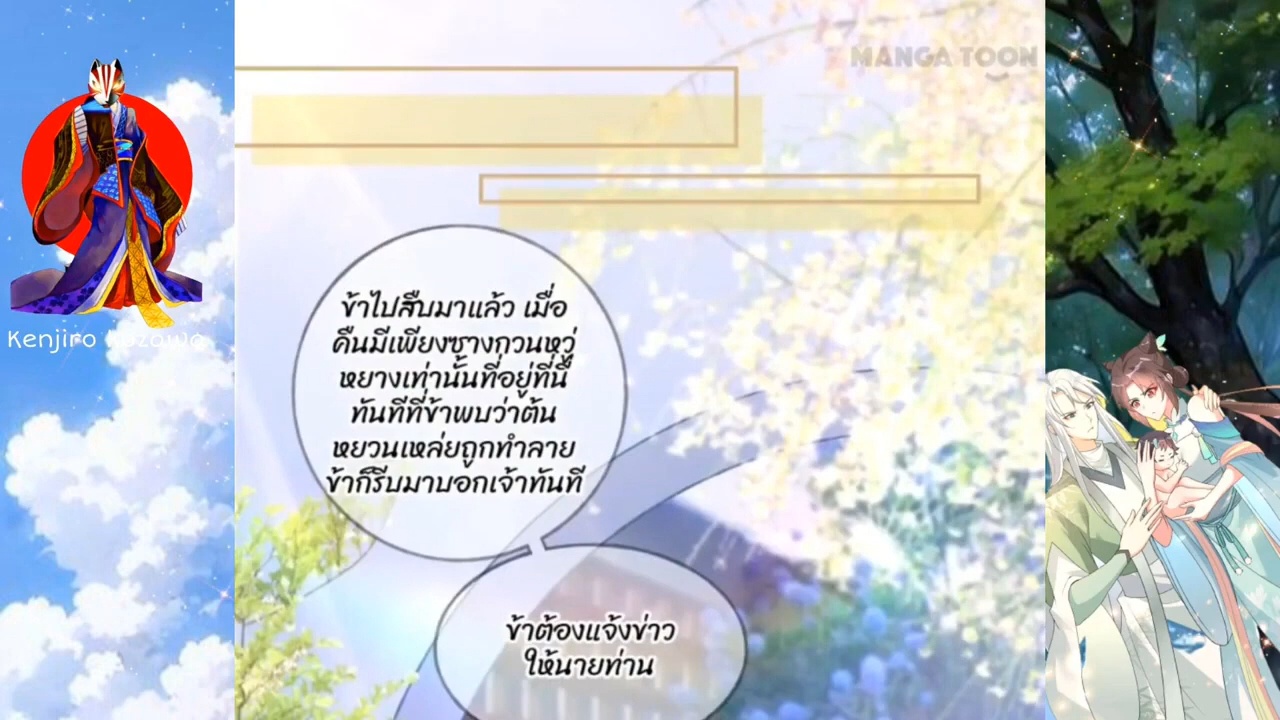 MANGA TOON
ข้าไปสืบมาแล้ว เมื่อ
คืนมีเพียงซางกวนหวู่
หยางเท่านั้นที่อยู่ที่นี่
ทันทีที่ข้าพบว่าต้น
หยวนเหล่ยถูกทำลาย
ข้าก็รีบมาบอกเจ้าทันที
Kenjiro Kozowo
ข้าต้องแจ้งข่าว
ให้นายท่าน